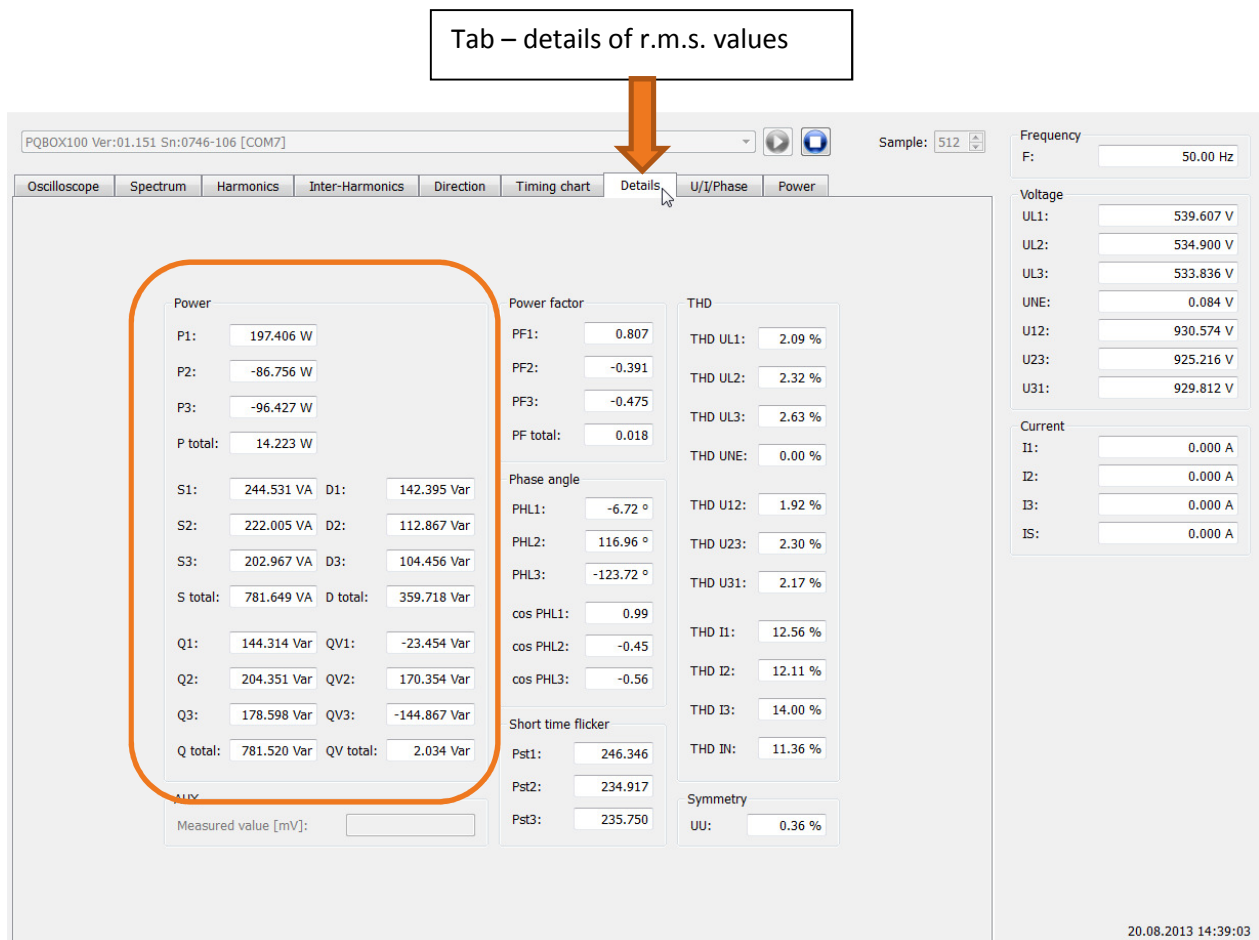 Tab – details of r.m.s. values
PQBOX100 Ver:01.151 Sn:0746-106 [COM7]
Sample: 512
Oscilloscope Spectrum Harmonics Inter-Harmonics Direction Timing chart Details U/I/Phase Power
Power
P1: 197.406 W
P2: -86.756 W
P3: -96.427 W
P total: 14.223 W
S1: 244.531 VA D1: 142.395 Var
S2: 222.005 VA D2: 112.867 Var
S3: 202.967 VA D3: 104.456 Var
S total: 781.649 VA D total: 359.718 Var
Q1: 144.314 Var QV1: -23.454 Var
Q2: 204.351 Var QV2: 170.354 Var
Q3: 178.598 Var QV3: -144.867 Var
Q total: 781.520 Var QV total: 2.034 Var
AUX
Measured value [mV]:
Power factor
PF1: 0.807
PF2: -0.391
PF3: -0.475
PF total: 0.018
Phase angle
PHL1: -6.72 °
PHL2: 116.96 °
PHL3: -123.72 °
cos PHL1: 0.99
cos PHL2: -0.45
cos PHL3: -0.56
Short time flicker
Pst1: 246.346
Pst2: 234.917
Pst3: 235.750
THD
THD UL1: 2.09 %
THD UL2: 2.32 %
THD UL3: 2.63 %
THD UNE: 0.00 %
THD U12: 1.92 %
THD U23: 2.30 %
THD U31: 2.17 %
THD I1: 12.56 %
THD I2: 12.11 %
THD I3: 14.00 %
THD IN: 11.36 %
Symmetry
UU: 0.36 %
Frequency
F: 50.00 Hz
Voltage
UL1: 539.607 V
UL2: 534.900 V
UL3: 533.836 V
UNE: 0.084 V
U12: 930.574 V
U23: 925.216 V
U31: 929.812 V
Current
I1: 0.000 A
I2: 0.000 A
I3: 0.000 A
IS: 0.000 A
20.08.2013 14:39:03